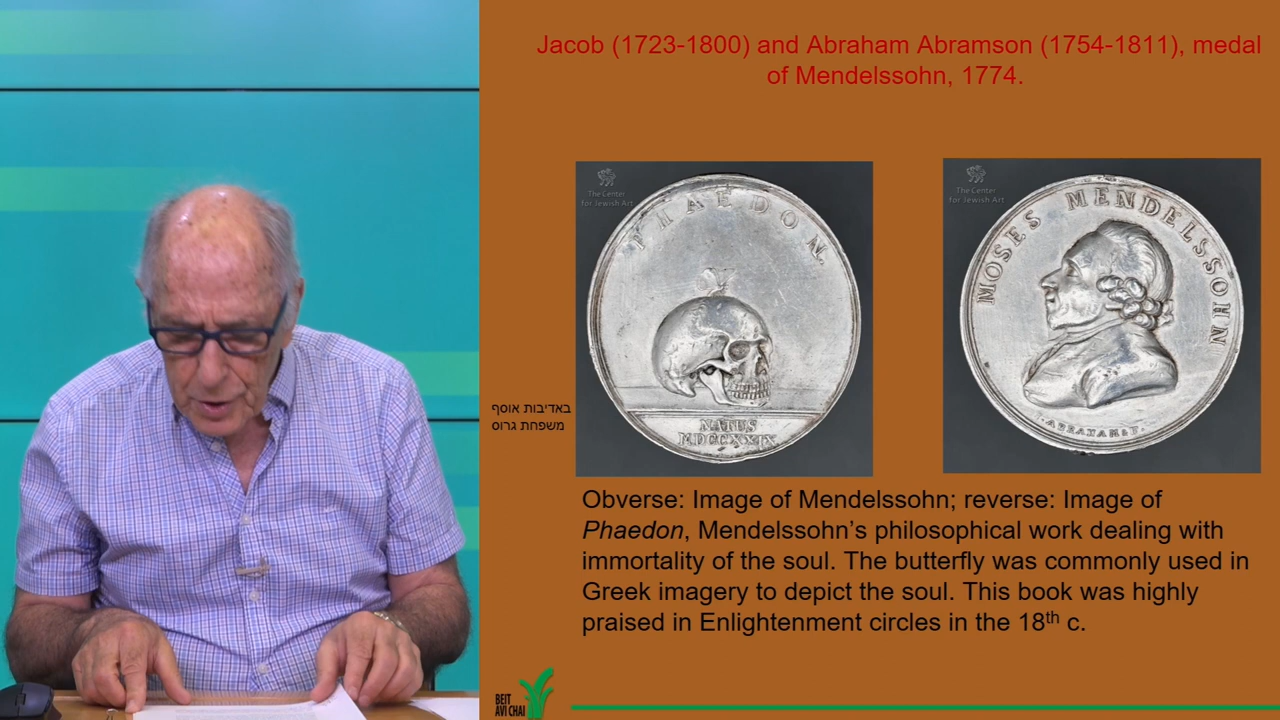 Jacob (1723-1800) and Abraham Abramson (1754-1811), medal
of Mendelssohn, 1774.
The Center
for Jewish Art
PHAEDON.
NATUS
MDCCXXIX
The Center
for Jewish Art
MOSES MENDELSSOHN
באדיבות אוסף
משפחת גרוס
Obverse: Image of Mendelssohn; reverse: Image of
Phaedon, Mendelssohn’s philosophical work dealing with
immortality of the soul. The butterfly was commonly used in
Greek imagery to depict the soul. This book was highly
praised in Enlightenment circles in the 18th c.
BEIT
AVI CHAI